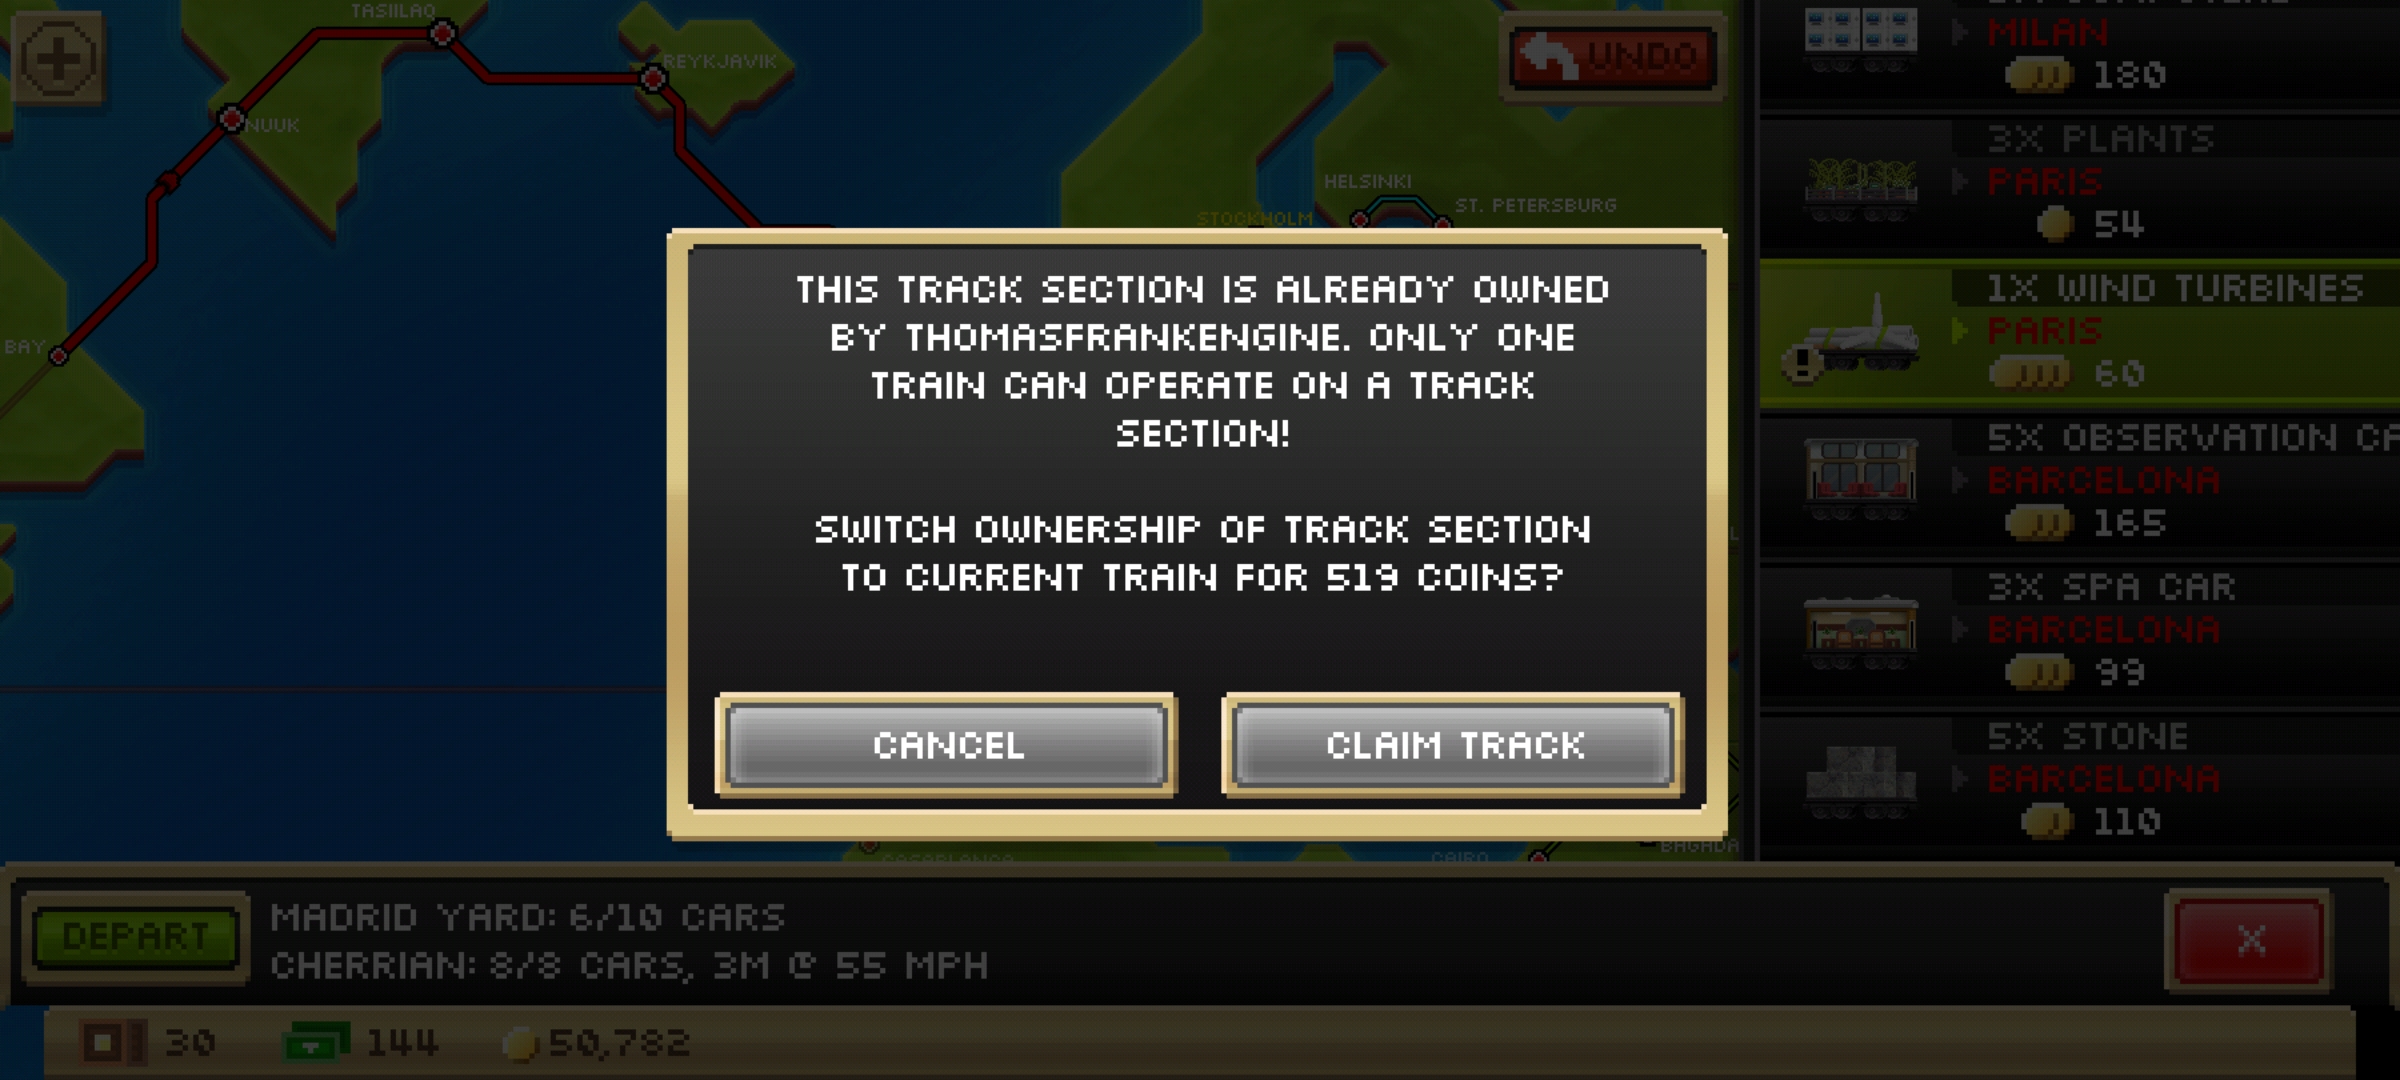 TASIILAQ
REYKJAVIK
UNDO
NUUK
HELSINKI
ST. PETERSBURG
STOCKHOLM
BAY
THIS TRACK SECTION IS ALREADY OWNED
BY THOMASFRANKENGINE. ONLY ONE
TRAIN CAN OPERATE ON A TRACK
SECTION!
SWITCH OWNERSHIP OF TRACK SECTION
TO CURRENT TRAIN FOR 519 COINS?
CANCEL
CLAIM TRACK
CASABLANCA
CAIRO
BAGADA
MILAN
180
3X PLANTS
PARIS
54
1X WIND TURBINES
PARIS
60
5X OBSERVATION CA
BARCELONA
165
3X SPA CAR
BARCELONA
99
5X STONE
BARCELONA
110
DEPART
MADRID YARD: 6/10 CARS
CHERRIAN: 8/8 CARS, 3M @ 55 MPH
X
30
144
50,782